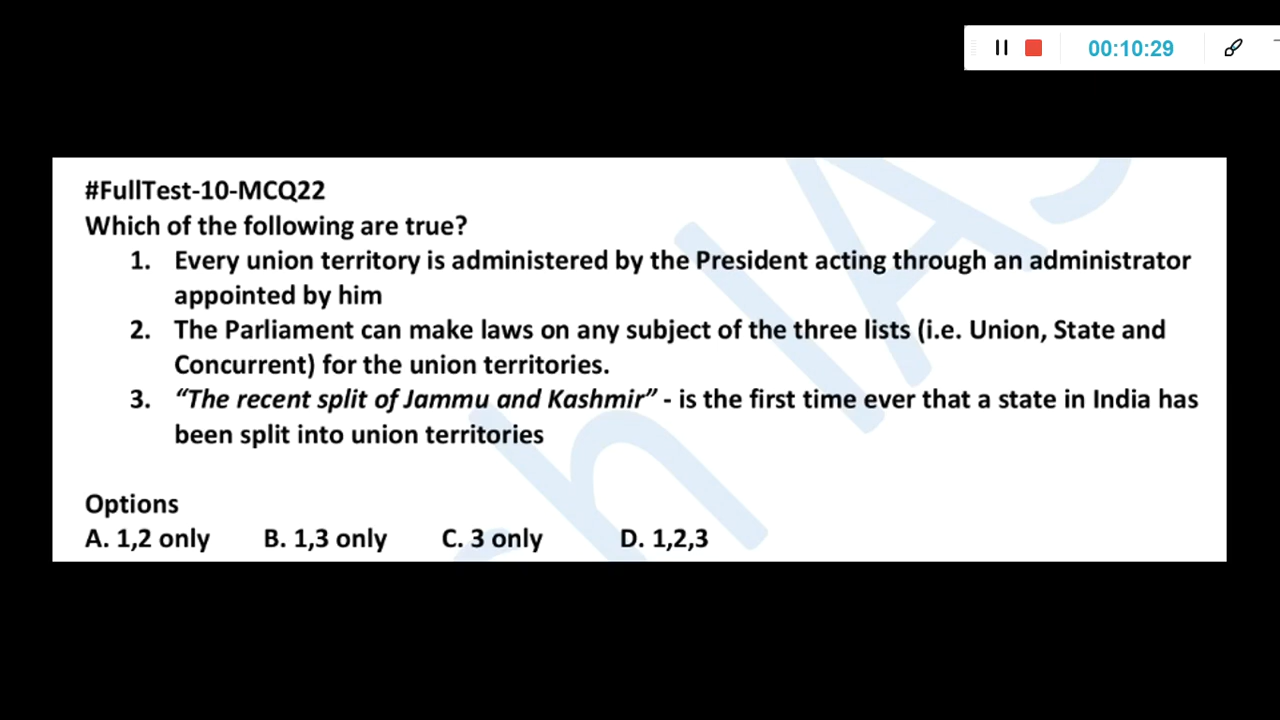 00:10:29
#FullTest-10-MCQ22
Which of the following are true?
1. Every union territory is administered by the President acting through an administrator
appointed by him
2. The Parliament can make laws on any subject of the three lists (i.e. Union, State and
Concurrent) for the union territories.
3. “The recent split of Jammu and Kashmir” - is the first time ever that a state in India has
been split into union territories
Options
A. 1,2 only B. 1,3 only C. 3 only D. 1,2,3